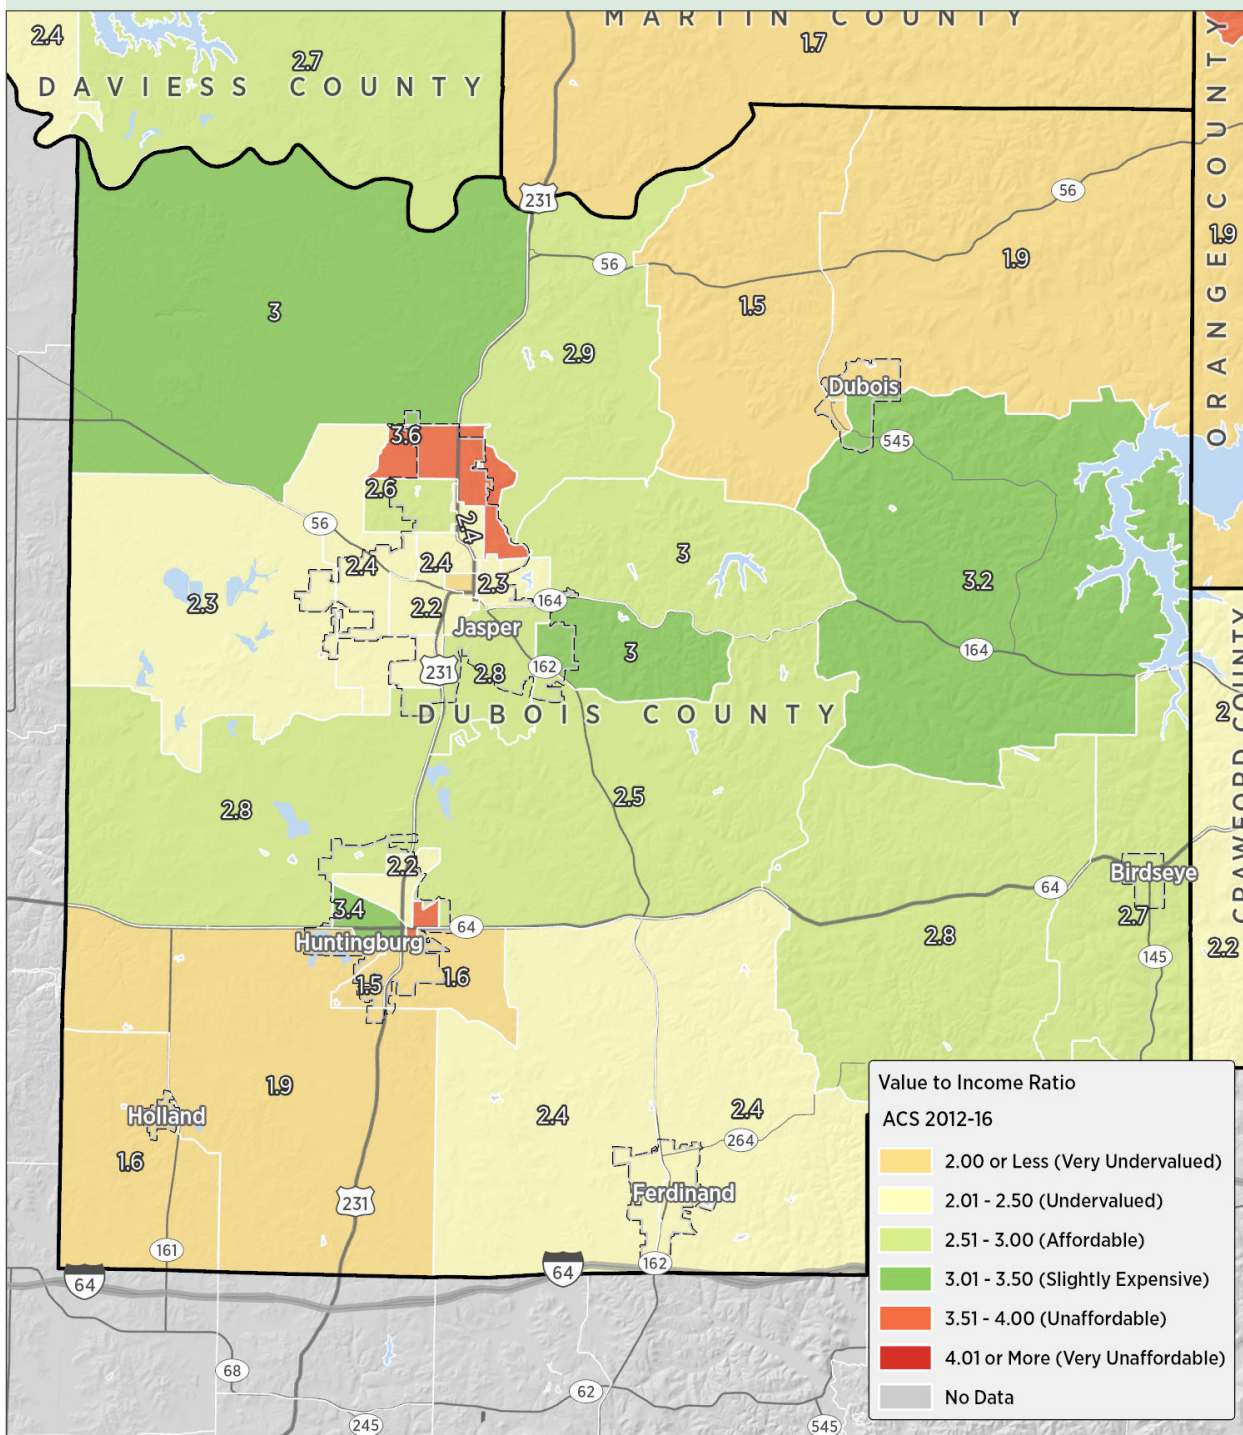 MARTIN COUNTY
2.4
1.7
2.7
DAVIESS COUNTY
ORANGE COUNTY
56
231
1.9
56
1.9
3
1.5
2.9
Dubois
545
3.6
2.6
56
2.4
3
2.4
2.4
2.3
3.2
2.3
2.2
164
Jasper
164
3
231
2.8
162
DUBOIS COUNTY
2
CRAWFORD COUNTY
2.8
2.5
2.2
Birdseye
64
3.4
2.7
64
Huntingburg
2.8
2.2
145
1.5
1.6
1.9
Holland
2.4
2.4
264
1.6
Ferdinand
231
161
162
64
64
68
62
245
545
Value to Income Ratio
ACS 2012-16
2.00 or Less (Very Undervalued)
2.01 - 2.50 (Undervalued)
2.51 - 3.00 (Affordable)
3.01 - 3.50 (Slightly Expensive)
3.51 - 4.00 (Unaffordable)
4.01 or More (Very Unaffordable)
No Data